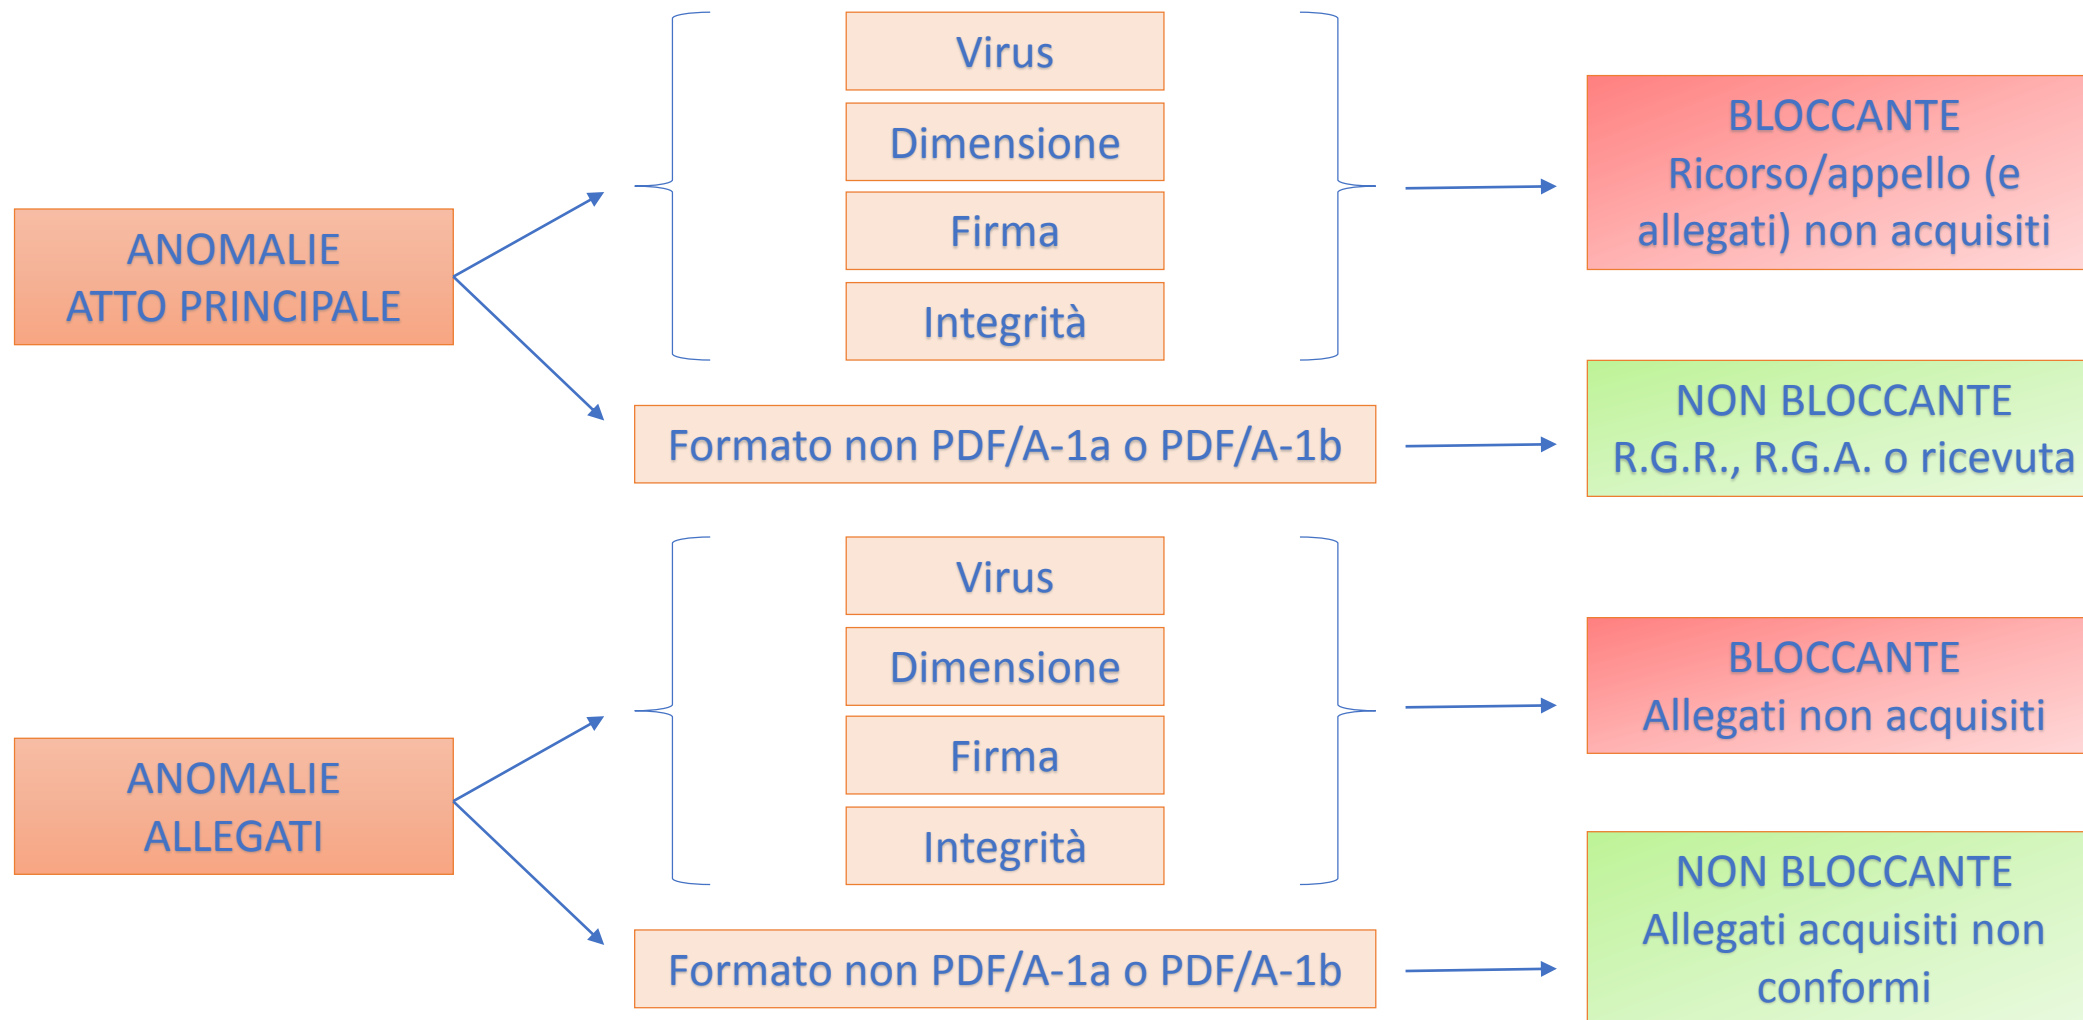 ANOMALIE
ATTO PRINCIPALE
Virus
Dimensione
Firma
Integrità
BLOCCANTE
Ricorso/appello (e
allegati) non acquisiti
Formato non PDF/A-1a o PDF/A-1b
NON BLOCCANTE
R.G.R., R.G.A. o ricevuta
ANOMALIE
ALLEGATI
Virus
Dimensione
Firma
Integrità
BLOCCANTE
Allegati non acquisiti
Formato non PDF/A-1a o PDF/A-1b
NON BLOCCANTE
Allegati acquisiti non
conformi